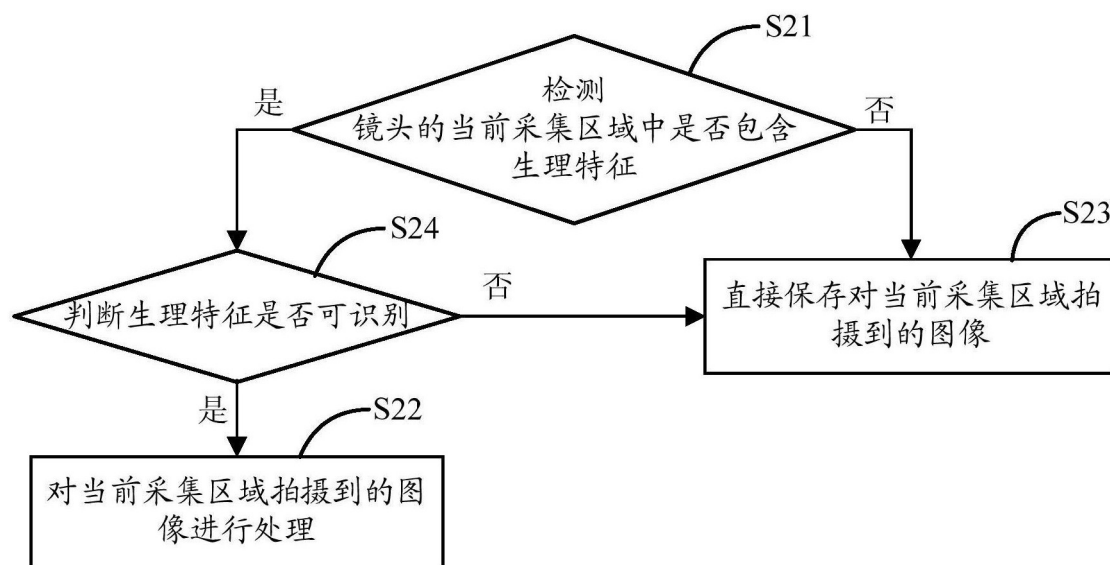 S21
检测
镜头的当前采集区域中是否包含
生理特征
是
否
S24
判断生理特征是否可识别
否
S23
直接保存对当前采集区域拍
摄到的图像
是
S22
对当前采集区域拍摄到的图
像进行处理